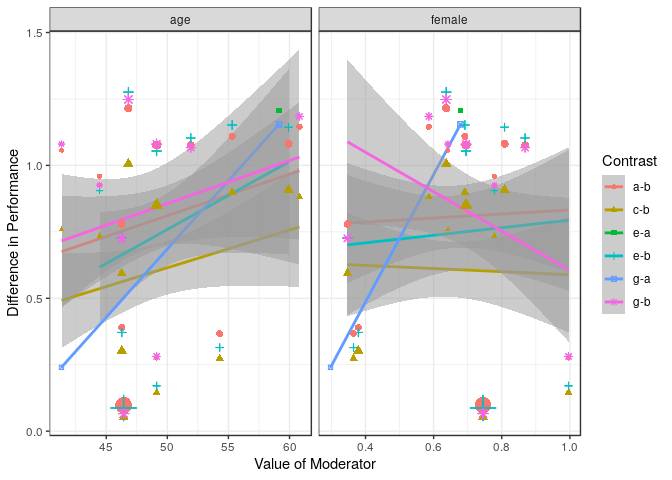 age
female
Difference in Performance
1.5
1.0
0.5
0.0
45
50
55
60
0.4
0.6
0.8
1.0
Value of Moderator
Contrast
a-b
c-b
e-a
e-b
g-a
g-b